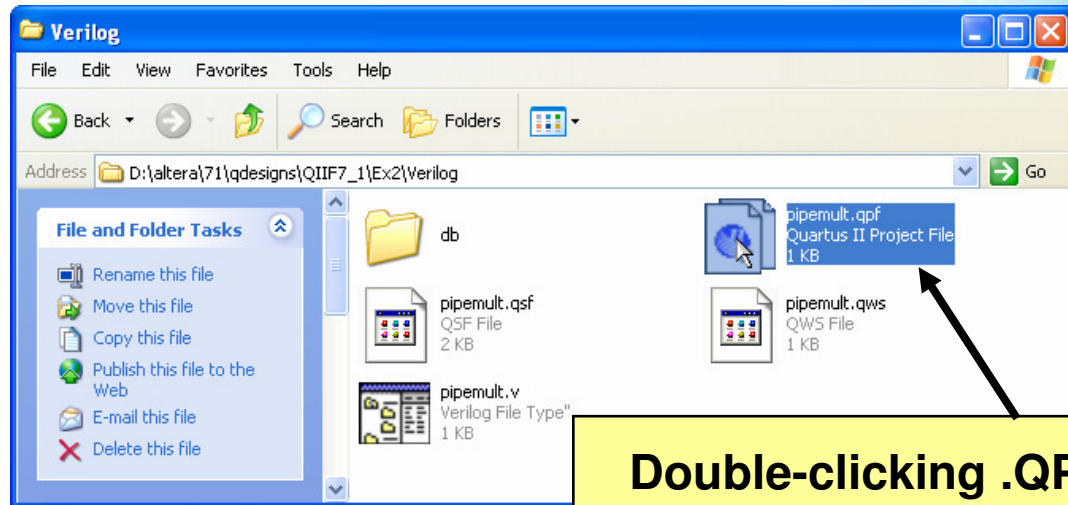 Verilog
File Edit View Favorites Tools Help
Back Search Folders
Address D:\altera\71\qdesigns\QIIF7_1\Ex2\Verilog Go
File and Folder Tasks
Rename this file
Move this file
Copy this file
Publish this file to the
Web
E-mail this file
Delete this file
db
pipemult.qpf
Quartus II Project File
1 KB
pipemult.qsf
QSF File
2 KB
pipemult.qws
QWS File
1 KB
pipemult.v
Verilog File Type"
1 KB
Double-clicking .QP